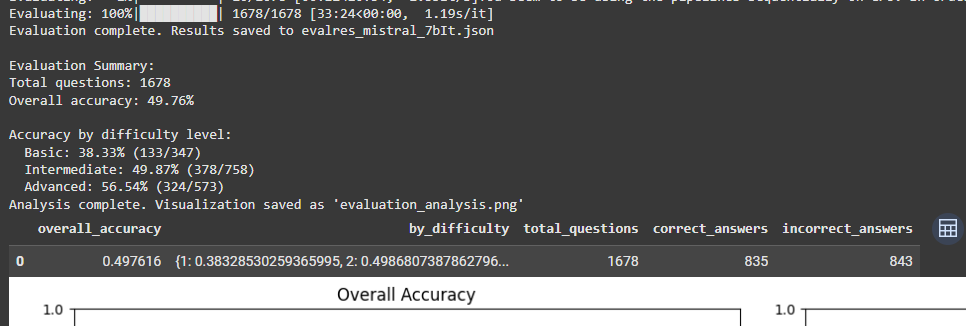 Evaluating: 100%|██████████| 1678/1678 [33:24<00:00,  1.19s/it]
Evaluation complete. Results saved to evalres_mistral_7bIt.json
Evaluation Summary:
Total questions: 1678
Overall accuracy: 49.76%
Accuracy by difficulty level:
Basic: 38.33% (133/347)
Intermediate: 49.87% (378/758)
Advanced: 56.54% (324/573)
Analysis complete. Visualization saved as 'evaluation_analysis.png'
overall_accuracy by_difficulty total_questions correct_answers incorrect_answers
0 0.497616 {1: 0.38328530259365995, 2: 0.4986807387862796... 1678 835 843
Overall Accuracy
1.0 1.0